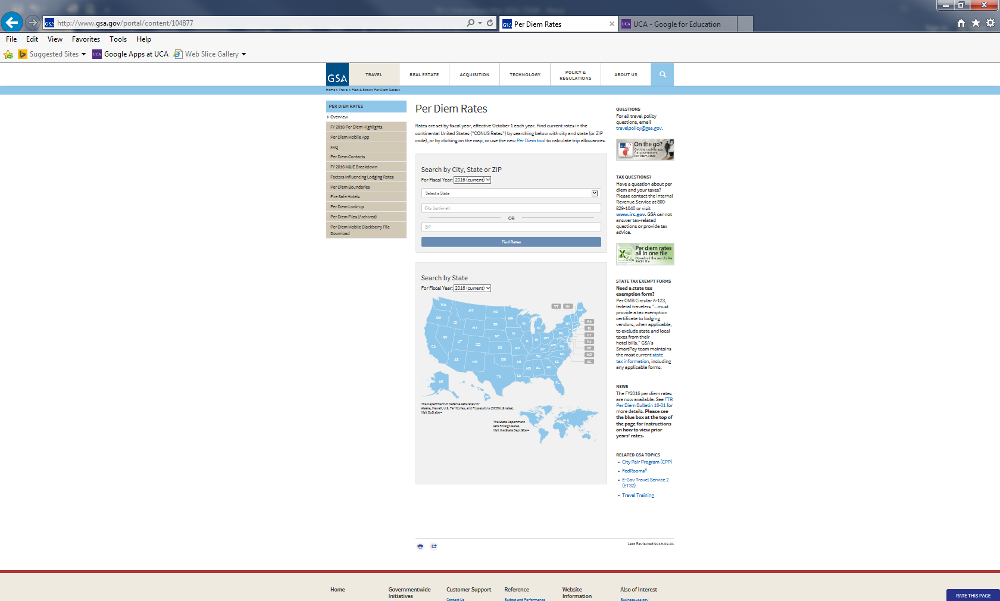 http://www.gsa.gov/portal/content/104877
GSA Per Diem Rates
UCA UCA - Google for Education
File Edit View Favorites Tools Help
Suggested Sites UCA Google Apps at UCA Web Slice Gallery
GSA
TRAVEL
REAL ESTATE
ACQUISITION
TECHNOLOGY
POLICY &
REGULATIONS
ABOUT US
Home > Travel > Plan & Book > Per Diem Rates >
PER DIEM RATES
> Overview
FY 2016 Per Diem Highlights
Per Diem Mobile App
FAQ
Per Diem Contacts
FY 2016 M&IE Breakdown
Factors Influencing Lodging Rates
Per Diem Boundaries
Fire Safe Hotels
Per Diem Look-up
Per Diem Files (Archived)
Per Diem Mobile Blackberry File
Download
Per Diem Rates
Rates are set by fiscal year, effective October 1 each year. Find current rates in the
continental United States ("CONUS Rates") by searching below with city and state (or ZIP
code), or by clicking on the map, or use the new Per Diem tool to calculate trip allowances.
Search by City, State or ZIP
For Fiscal Year: 2016 (current)
Select a State
City (optional)
OR
ZIP
Find Rates
Search by State
For Fiscal Year: 2016 (current)
WA
OR
CA
ID
NV
MT
WY
UT
AZ
CO
NM
ND
SD
NE
KS
OK
TX
MN
IA
MO
AR
LA
WI
IL
MI
IN
OH
KY
TN
MS
AL
GA
FL
SC
NC
VA
WV
PA
NY
ME
VT
NH
MA
RI
CT
NJ
DE
MD
DC
AK
HI
The Department of Defense sets rates for
Alaska, Hawaii, U.S. Territories, and Possessions (OCONUS rates).
Visit DoD site >
The State Department
sets Foreign Rates.
Visit the State Dept Site >
QUESTIONS
For all travel policy
questions, email
travelpolicy@gsa.gov.
On the go?
Get the mobile app
for government
Per Diem rates
TAX QUESTIONS?
Have a question about per
diem and your taxes?
Please contact the Internal
Revenue Service at 800-
829-1040 or visit
www.irs.gov. GSA cannot
answer tax-related
questions or provide tax
advice.
Per diem rates
all in one file
Download the searchable
EXCEL file
STATE TAX EXEMPT FORMS
Need a state tax
exemption form?
Per OMB Circular A-123,
federal travelers "...must
provide a tax exemption
certificate to lodging
vendors, when applicable,
to exclude state and local
taxes from their
hotel bills." GSA's
SmartPay team maintains
the most current state
tax information, including
any applicable forms.
NEWS
The FY2016 per diem rates
are now available. See FTR
Per Diem Bulletin 16-01 for
more details. Please see
the blue box at the top of
the page for instructions
on how to view prior
years' rates.
RELATED GSA TOPICS
• City Pair Program (CPP)
• FedRooms®
• E-Gov Travel Service 2
(ETS2)
• Travel Training
Last Reviewed 2016-02-01
Home
Governmentwide
Initiatives
Customer Support
Contact Us
Reference
Budget and Performance
Website
Information
Also of Interest
Business.usa.gov
RATE THIS PAGE